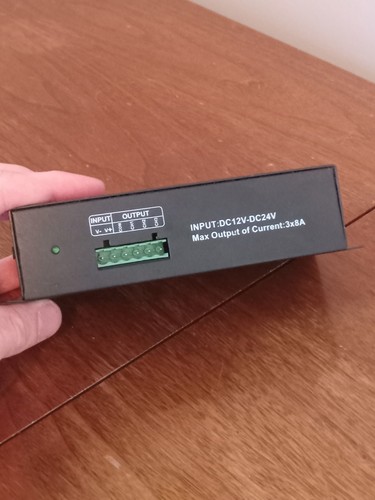 INPUT OUTPUT
V- V+
INPUT:DC12V-DC24V
Max Output of Current:3x8A